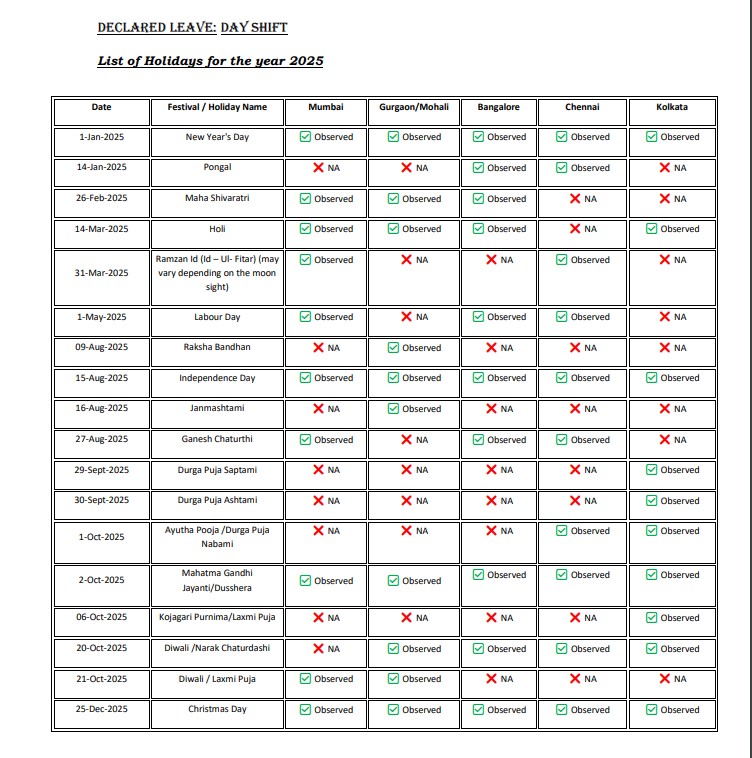 DECLARED LEAVE: DAY SHIFT
List of Holidays for the year 2025
Date Festival / Holiday Name Mumbai Gurgaon/Mohali Bangalore Chennai Kolkata
1-Jan-2025 New Year's Day ✅ Observed ✅ Observed ✅ Observed ✅ Observed ✅ Observed
14-Jan-2025 Pongal ❌ NA ❌ NA ✅ Observed ✅ Observed ❌ NA
26-Feb-2025 Maha Shivaratri ✅ Observed ✅ Observed ✅ Observed ❌ NA ❌ NA
14-Mar-2025 Holi ✅ Observed ✅ Observed ✅ Observed ❌ NA ✅ Observed
31-Mar-2025 Ramzan Id (Id – Ul- Fitar) (may
vary depending on the moon
sight) ✅ Observed ❌ NA ❌ NA ✅ Observed ❌ NA
1-May-2025 Labour Day ✅ Observed ❌ NA ✅ Observed ✅ Observed ❌ NA
09-Aug-2025 Raksha Bandhan ❌ NA ✅ Observed ❌ NA ❌ NA ❌ NA
15-Aug-2025 Independence Day ✅ Observed ✅ Observed ✅ Observed ✅ Observed ✅ Observed
16-Aug-2025 Janmashtami ❌ NA ✅ Observed ❌ NA ❌ NA ❌ NA
27-Aug-2025 Ganesh Chaturthi ✅ Observed ❌ NA ✅ Observed ✅ Observed ❌ NA
29-Sept-2025 Durga Puja Saptami ❌ NA ❌ NA ❌ NA ❌ NA ✅ Observed
30-Sept-2025 Durga Puja Ashtami ❌ NA ❌ NA ❌ NA ❌ NA ✅ Observed
1-Oct-2025 Ayutha Pooja /Durga Puja
Nabami ❌ NA ❌ NA ❌ NA ✅ Observed ✅ Observed
2-Oct-2025 Mahatma Gandhi
Jayanti/Dusshera ✅ Observed ✅ Observed ✅ Observed ✅ Observed ✅ Observed
06-Oct-2025 Kojagari Purnima/Laxmi Puja ❌ NA ❌ NA ❌ NA ❌ NA ✅ Observed
20-Oct-2025 Diwali /Narak Chaturdashi ❌ NA ✅ Observed ✅ Observed ✅ Observed ✅ Observed
21-Oct-2025 Diwali / Laxmi Puja ✅ Observed ✅ Observed ❌ NA ❌ NA ❌ NA
25-Dec-2025 Christmas Day ✅ Observed ✅ Observed ✅ Observed ✅ Observed ✅ Observed